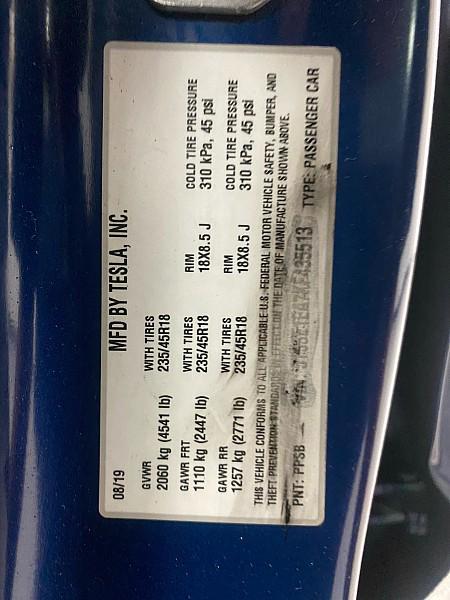 MFD BY TESLA, INC.
08/19
GVWR WITH TIRES
2060 kg (4541 lb) 235/45R18
GAWR FRT WITH TIRES RIM COLD TIRE PRESSURE
1110 kg (2447 lb) 235/45R18 18X8.5 J 310 kPa, 45 psi
GAWR RR WITH TIRES RIM COLD TIRE PRESSURE
1257 kg (2771 lb) 235/45R18 18X8.5 J 310 kPa, 45 psi
THIS VEHICLE CONFORMS TO ALL APPLICABLE U.S. FEDERAL MOTOR VEHICLE SAFETY, BUMPER, AND
THEFT PREVENTION STANDARDS IN EFFECT ON THE DATE OF MANUFACTURE SHOWN ABOVE.
PNT: PPSB VIN: TYPE: PASSENGER CAR